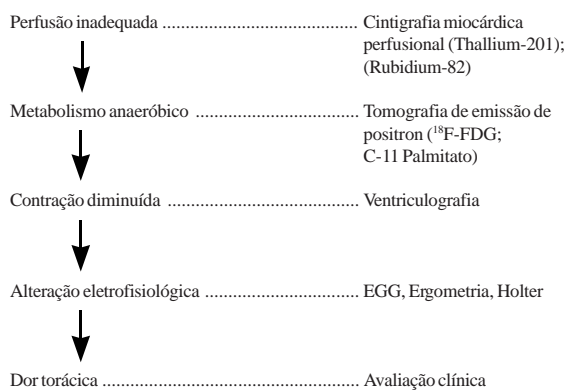 Perfusão inadequada ........................................... Cintigrafia miocárdica
perfusional (Thallium-201);
(Rubidium-82)
Metabolismo anaeróbico .................................... Tomografia de emissão de
positron (¹⁸F-FDG;
C-11 Palmitato)
Contração diminuída .......................................... Ventriculografia
Alteração eletrofisiológica .................................. EGG, Ergometria, Holter
Dor torácica ......................................................... Avaliação clínica